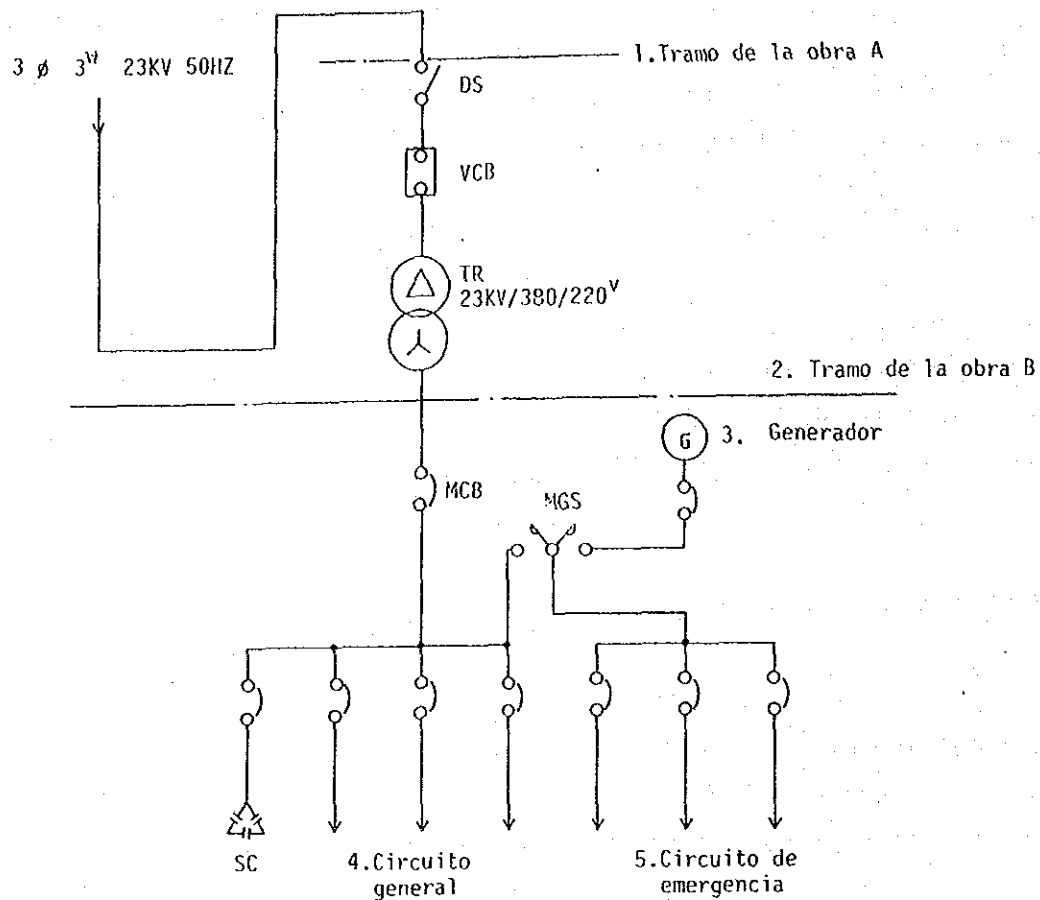 3 ø 3W 23KV 50HZ
1.Tramo de la obra A
DS
VCB
TR
23KV/380/220V
2. Tramo de la obra B
G
3. Generador
MCB
MGS
SC
4.Circuito
general
5.Circuito de
emergencia